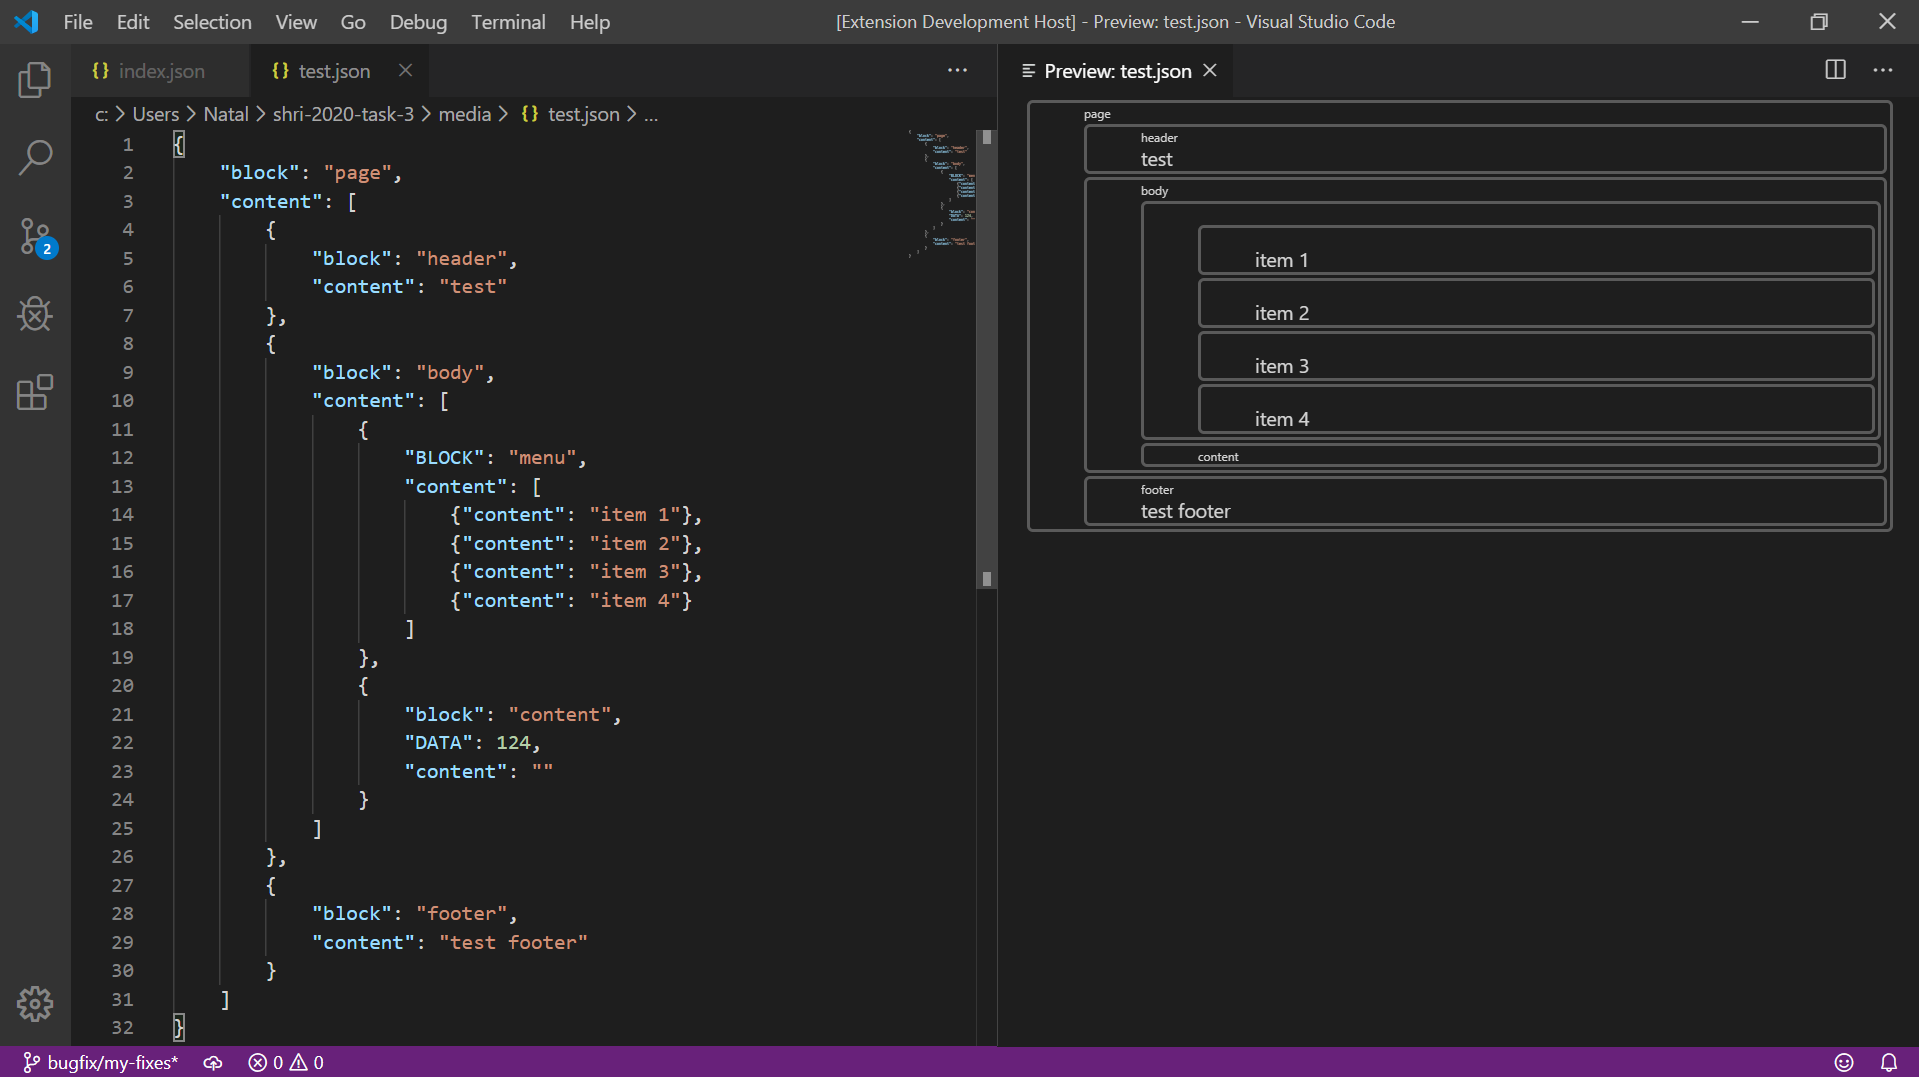 File Edit Selection View Go Debug Terminal Help
[Extension Development Host] - Preview: test.json - Visual Studio Code
{} index.json
{} test.json
c: > Users > Natal > shri-2020-task-3 > media > {} test.json > ...
1 {
2 "block": "page",
3 "content": [
4 {
5 "block": "header",
6 "content": "test"
7 },
8 {
9 "block": "body",
10 "content": [
11 {
12 "BLOCK": "menu",
13 "content": [
14 {"content": "item 1"},
15 {"content": "item 2"},
16 {"content": "item 3"},
17 {"content": "item 4"}
18 ]
19 },
20 {
21 "block": "content",
22 "DATA": 124,
23 "content": ""
24 }
25 ]
26 },
27 {
28 "block": "footer",
29 "content": "test footer"
30 }
31 ]
32 }
2
Preview: test.json
page
header
test
body
item 1
item 2
item 3
item 4
content
footer
test footer
bugfix/my-fixes* 0 0